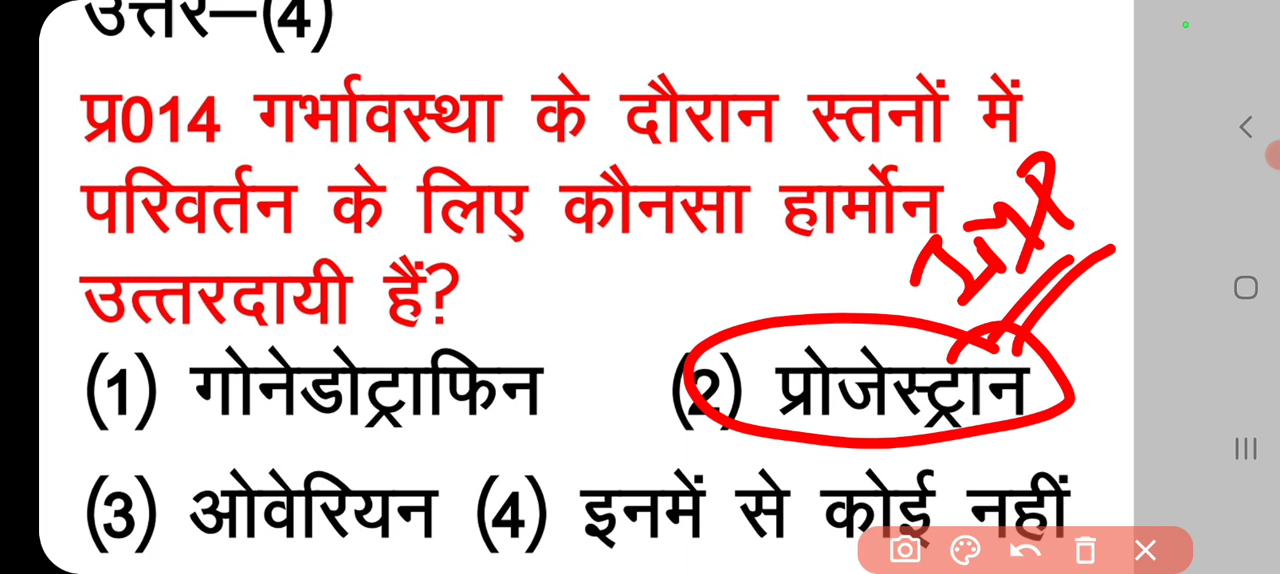 उत्तर–(4)
प्र014 गर्भावस्था के दौरान स्तनों में
परिवर्तन के लिए कौनसा हार्मोन
उत्तरदायी हैं?
(1) गोनेडोट्राफिन (2) प्रोजेस्ट्रान
(3) ओवेरियन (4) इनमें से कोई नहीं